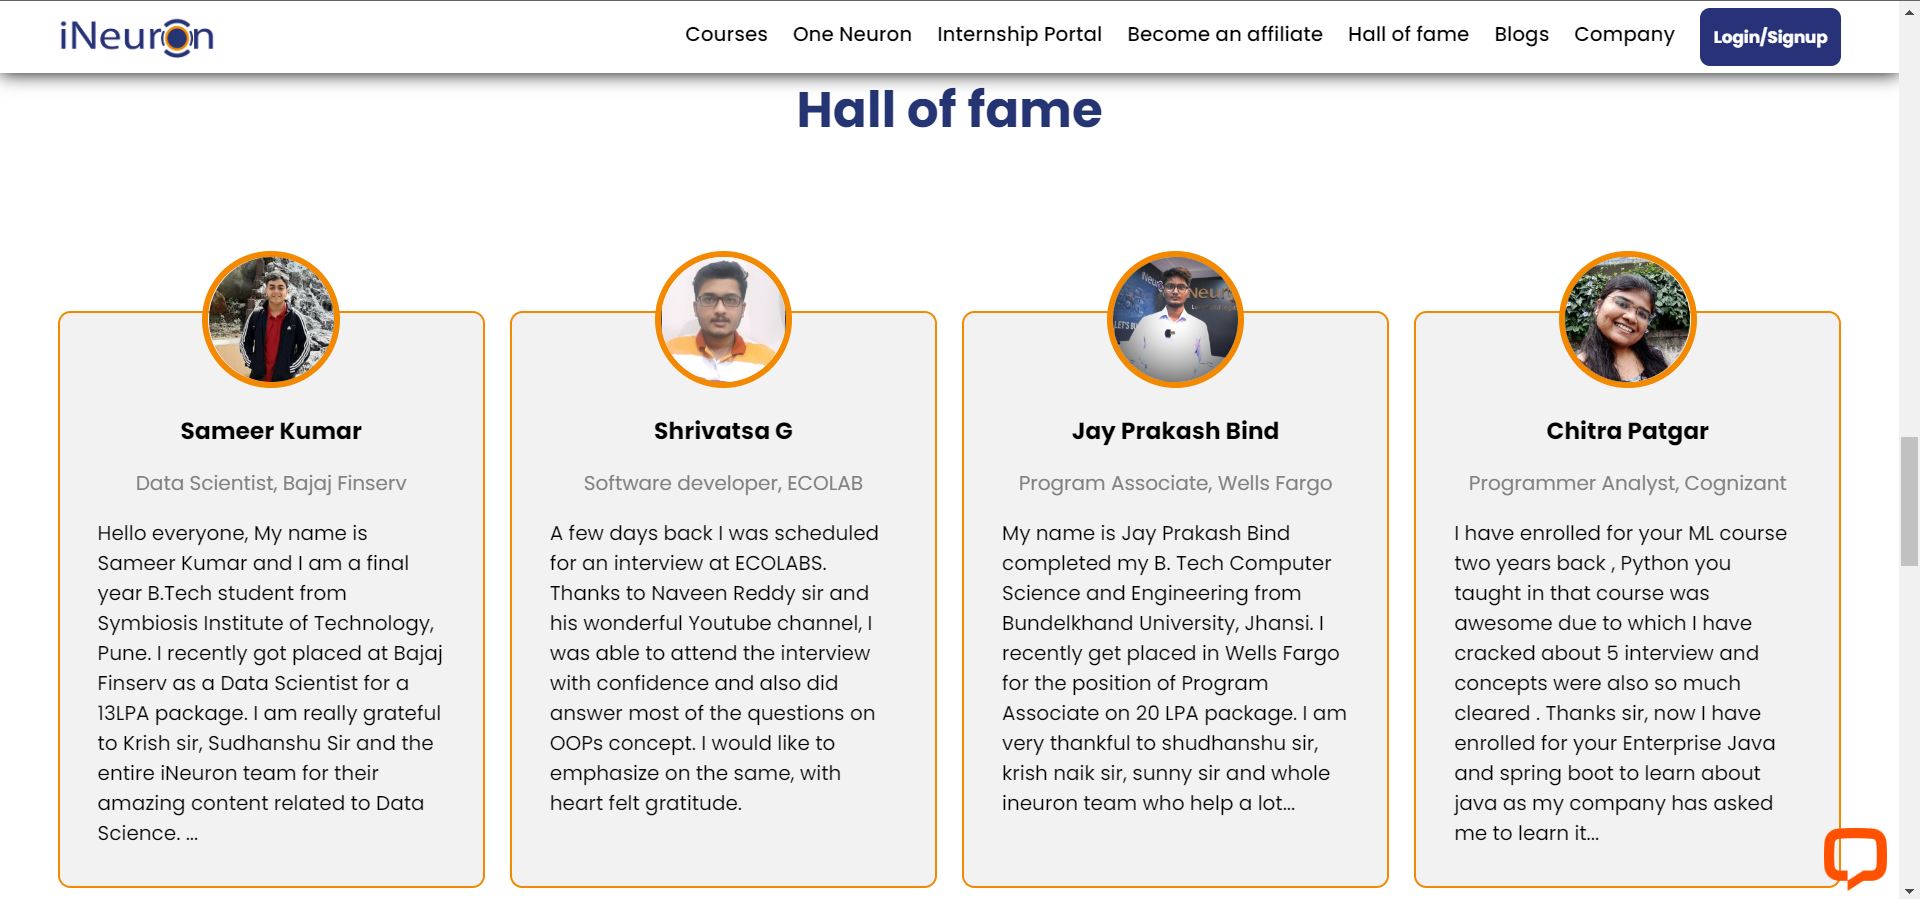 iNeuron
Courses
One Neuron
Internship Portal
Become an affiliate
Hall of fame
Blogs
Company
Login/Signup
Hall of fame
Sameer Kumar
Data Scientist, Bajaj Finserv
Hello everyone, My name is
Sameer Kumar and I am a final
year B.Tech student from
Symbiosis Institute of Technology,
Pune. I recently got placed at Bajaj
Finserv as a Data Scientist for a
13LPA package. I am really grateful
to Krish sir, Sudhanshu Sir and the
entire iNeuron team for their
amazing content related to Data
Science. ...
Shrivatsa G
Software developer, ECOLAB
A few days back I was scheduled
for an interview at ECOLABS.
Thanks to Naveen Reddy sir and
his wonderful Youtube channel, I
was able to attend the interview
with confidence and also did
answer most of the questions on
OOPs concept. I would like to
emphasize on the same, with
heart felt gratitude.
Jay Prakash Bind
Program Associate, Wells Fargo
My name is Jay Prakash Bind
completed my B. Tech Computer
Science and Engineering from
Bundelkhand University, Jhansi. I
recently get placed in Wells Fargo
for the position of Program
Associate on 20 LPA package. I am
very thankful to shudhanshu sir,
krish naik sir, sunny sir and whole
ineuron team who help a lot...
Chitra Patgar
Programmer Analyst, Cognizant
I have enrolled for your ML course
two years back , Python you
taught in that course was
awesome due to which I have
cracked about 5 interview and
concepts were also so much
cleared . Thanks sir, now I have
enrolled for your Enterprise Java
and spring boot to learn about
java as my company has asked
me to learn it...